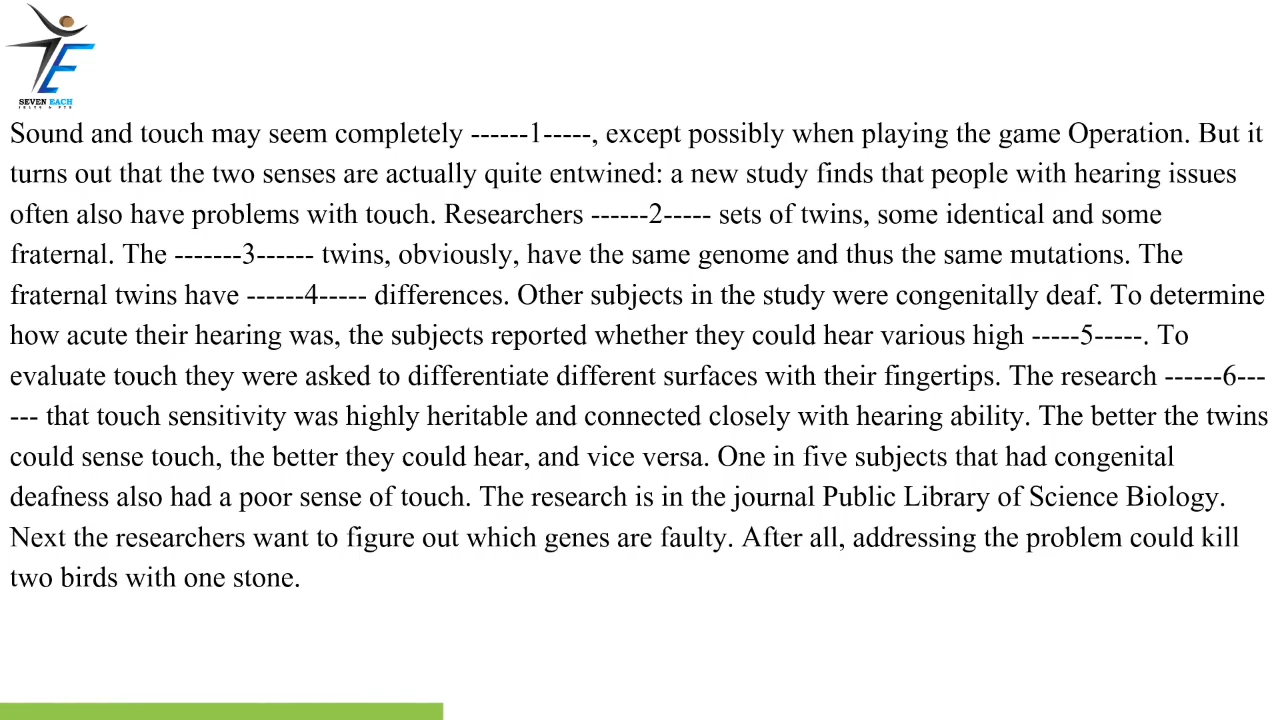 SEVEN EACH
IELTS & PTE
Sound and touch may seem completely ------1-----, except possibly when playing the game Operation. But it
turns out that the two senses are actually quite entwined: a new study finds that people with hearing issues
often also have problems with touch. Researchers ------2----- sets of twins, some identical and some
fraternal. The -------3------ twins, obviously, have the same genome and thus the same mutations. The
fraternal twins have ------4----- differences. Other subjects in the study were congenitally deaf. To determine
how acute their hearing was, the subjects reported whether they could hear various high -----5-----. To
evaluate touch they were asked to differentiate different surfaces with their fingertips. The research ------6---
--- that touch sensitivity was highly heritable and connected closely with hearing ability. The better the twins
could sense touch, the better they could hear, and vice versa. One in five subjects that had congenital
deafness also had a poor sense of touch. The research is in the journal Public Library of Science Biology.
Next the researchers want to figure out which genes are faulty. After all, addressing the problem could kill
two birds with one stone.